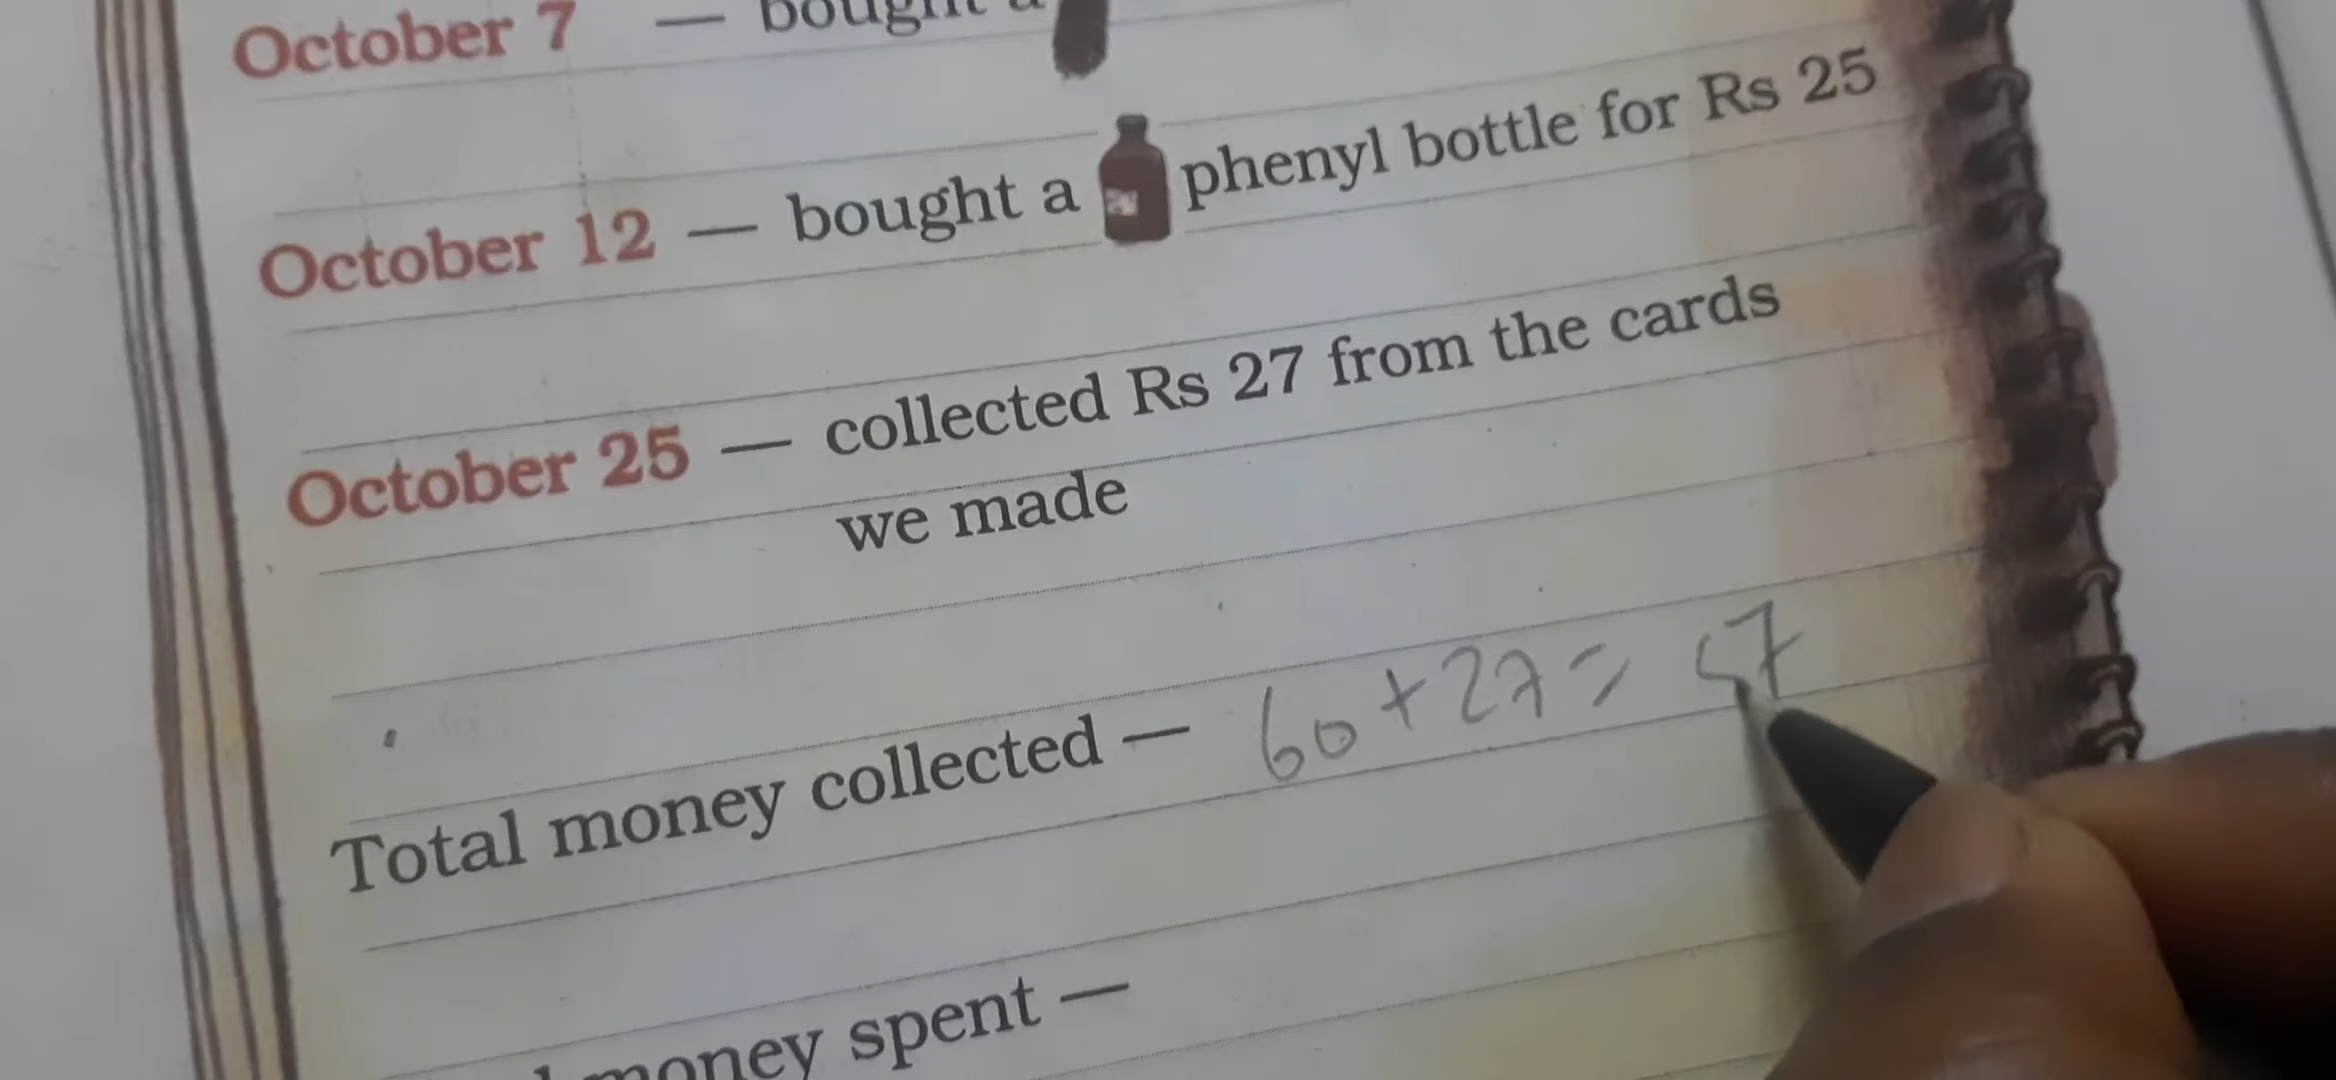 October 7 — bought a
October 12 — bought a phenyl bottle for Rs 25
October 25 — collected Rs 27 from the cards
we made
Total money collected — 60+27=
money spent —